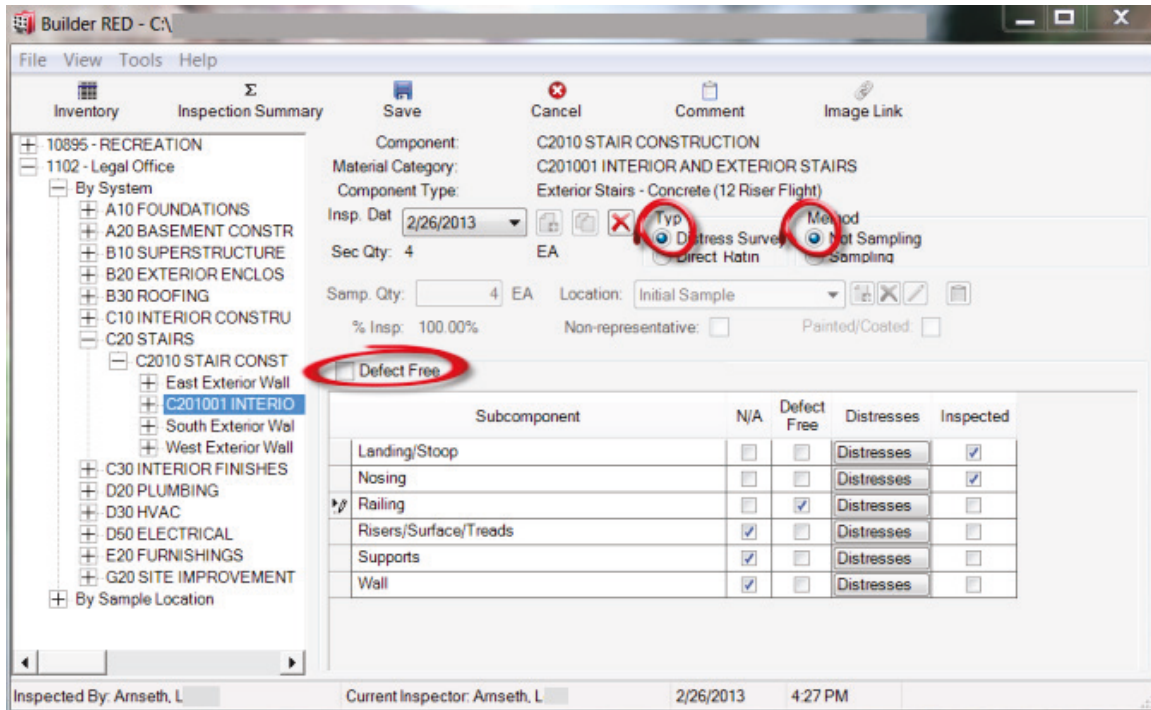 Builder RED - C:\
File View Tools Help
Inventory Inspection Summary Save Cancel Comment Image Link
10895 - RECREATION
1102 - Legal Office
By System
A10 FOUNDATIONS
A20 BASEMENT CONSTR
B10 SUPERSTRUCTURE
B20 EXTERIOR ENCLOS
B30 ROOFING
C10 INTERIOR CONSTRU
C20 STAIRS
C2010 STAIR CONST
East Exterior Wall
C201001 INTERIO
South Exterior Wal
West Exterior Wall
C30 INTERIOR FINISHES
D20 PLUMBING
D30 HVAC
D50 ELECTRICAL
E20 FURNISHINGS
G20 SITE IMPROVEMENT
By Sample Location
Component: C2010 STAIR CONSTRUCTION
Material Category: C201001 INTERIOR AND EXTERIOR STAIRS
Component Type: Exterior Stairs - Concrete (12 Riser Flight)
Insp. Dat 2/26/2013 Typ Method
Distress Surve Not Sampling
Sec Qty: 4 EA Direct Ratin Sampling
Samp. Qty: 4 EA Location: Initial Sample
% Insp: 100.00% Non-representative: Painted/Coated:
Defect Free
Subcomponent N/A Defect Free Distresses Inspected
Landing/Stoop Distresses
Nosing Distresses
Railing Distresses
Risers/Surface/Treads Distresses
Supports Distresses
Wall Distresses
Inspected By: Arnseth, L Current Inspector: Arnseth, L 2/26/2013 4:27 PM